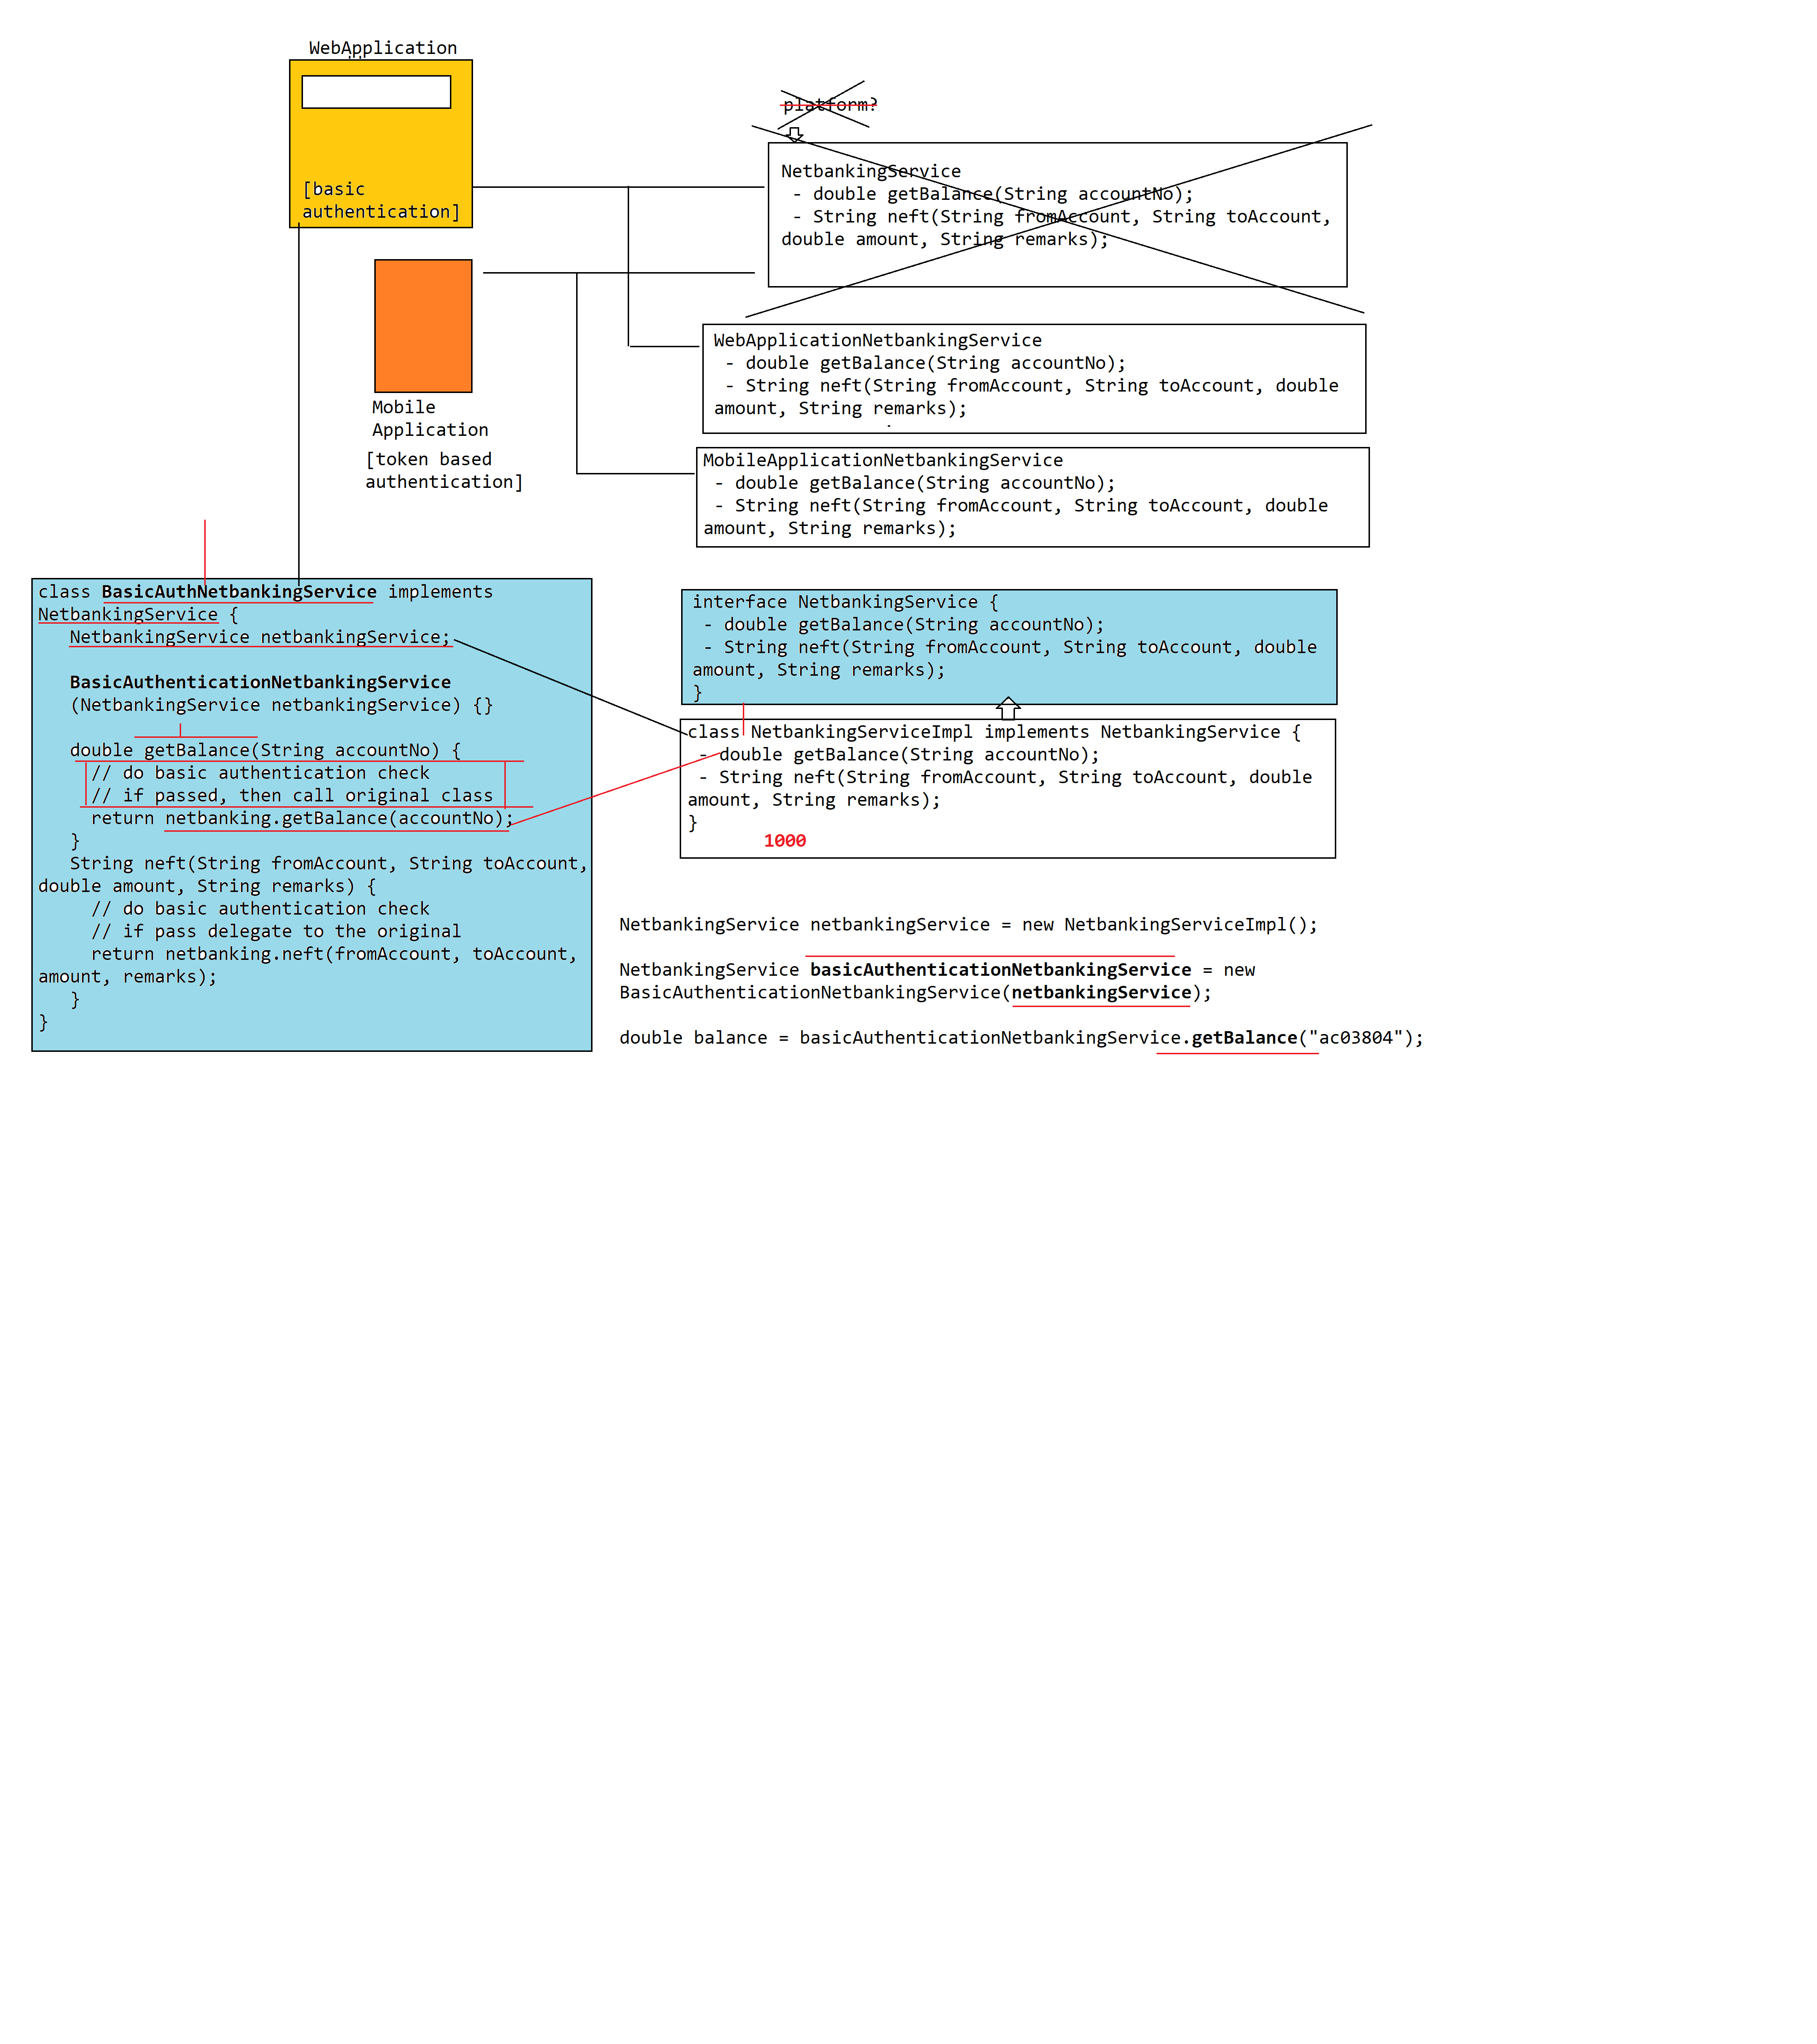 WebApplication
[basic
authentication]
platform?
NetbankingService
- double getBalance(String accountNo);
- String neft(String fromAccount, String toAccount,
double amount, String remarks);
WebApplicationNetbankingService
- double getBalance(String accountNo);
- String neft(String fromAccount, String toAccount, double
amount, String remarks);
Mobile
Application
[token based
authentication]
MobileApplicationNetbankingService
- double getBalance(String accountNo);
- String neft(String fromAccount, String toAccount, double
amount, String remarks);
class BasicAuthNetbankingService implements
NetbankingService {
NetbankingService netbankingService;
BasicAuthenticationNetbankingService
(NetbankingService netbankingService) {}
double getBalance(String accountNo) {
// do basic authentication check
// if passed, then call original class
return netbanking.getBalance(accountNo);
}
String neft(String fromAccount, String toAccount,
double amount, String remarks) {
// do basic authentication check
// if pass delegate to the original
return netbanking.neft(fromAccount, toAccount,
amount, remarks);
}
}
interface NetbankingService {
- double getBalance(String accountNo);
- String neft(String fromAccount, String toAccount, double
amount, String remarks);
}
class NetbankingServiceImpl implements NetbankingService {
- double getBalance(String accountNo);
- String neft(String fromAccount, String toAccount, double
amount, String remarks);
}
1000
NetbankingService netbankingService = new NetbankingServiceImpl();
NetbankingService basicAuthenticationNetbankingService = new
BasicAuthenticationNetbankingService(netbankingService);
double balance = basicAuthenticationNetbankingService.getBalance("ac03804");